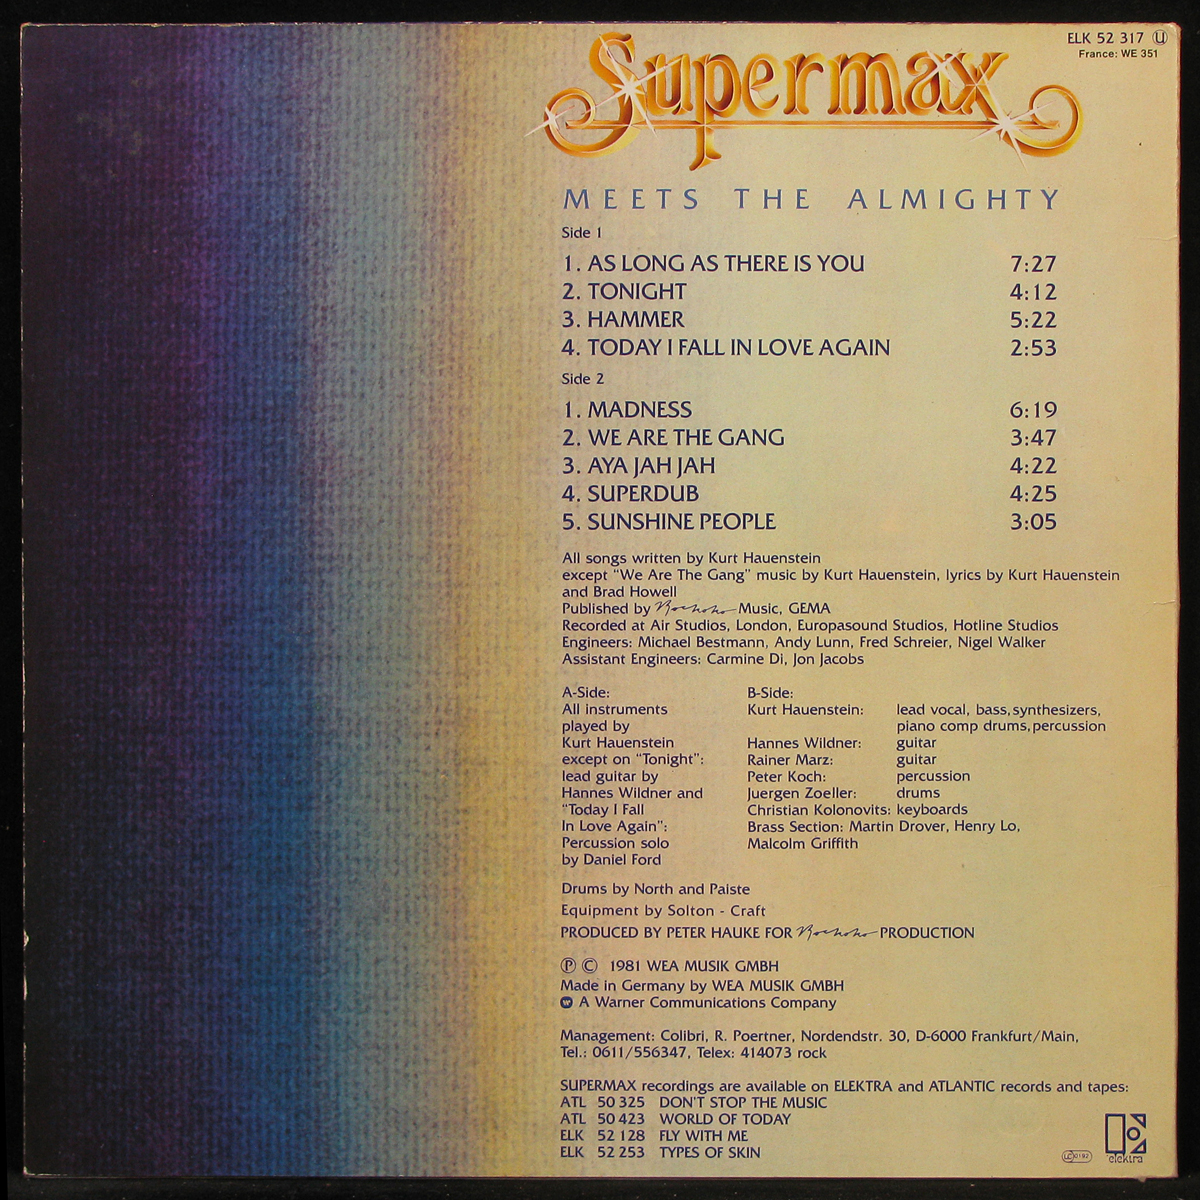 ELK 52 317 Ⓤ
France: WE 351
Supermax
MEETS THE ALMIGHTY
Side 1
1. AS LONG AS THERE IS YOU 7:27
2. TONIGHT 4:12
3. HAMMER 5:22
4. TODAY I FALL IN LOVE AGAIN 2:53
Side 2
1. MADNESS 6:19
2. WE ARE THE GANG 3:47
3. AYA JAH JAH 4:22
4. SUPERDUB 4:25
5. SUNSHINE PEOPLE 3:05
All songs written by Kurt Hauenstein
except "We Are The Gang" music by Kurt Hauenstein, lyrics by Kurt Hauenstein
and Brad Howell
Published by Rockoko Music, GEMA
Recorded at Air Studios, London, Europasound Studios, Hotline Studios
Engineers: Michael Bestmann, Andy Lunn, Fred Schreier, Nigel Walker
Assistant Engineers: Carmine Di, Jon Jacobs
A-Side:
All instruments
played by
Kurt Hauenstein
except on "Tonight":
lead guitar by
Hannes Wildner and
"Today I Fall
In Love Again":
Percussion solo
by Daniel Ford
B-Side:
Kurt Hauenstein: lead vocal, bass, synthesizers,
piano comp drums, percussion
Hannes Wildner: guitar
Rainer Marz: guitar
Peter Koch: percussion
Juergen Zoeller: drums
Christian Kolonovits: keyboards
Brass Section: Martin Drover, Henry Lo,
Malcolm Griffith
Drums by North and Paiste
Equipment by Solton - Craft
PRODUCED BY PETER HAUKE FOR Rockoko PRODUCTION
Ⓟ © 1981 WEA MUSIK GMBH
Made in Germany by WEA MUSIK GMBH
A Warner Communications Company
Management: Colibri, R. Poertner, Nordendstr. 30, D-6000 Frankfurt/Main,
Tel.: 0611/556347, Telex: 414073 rock
SUPERMAX recordings are available on ELEKTRA and ATLANTIC records and tapes:
ATL 50 325 DON'T STOP THE MUSIC
ATL 50 423 WORLD OF TODAY
ELK 52 128 FLY WITH ME
ELK 52 253 TYPES OF SKIN
LC 0192
elektra